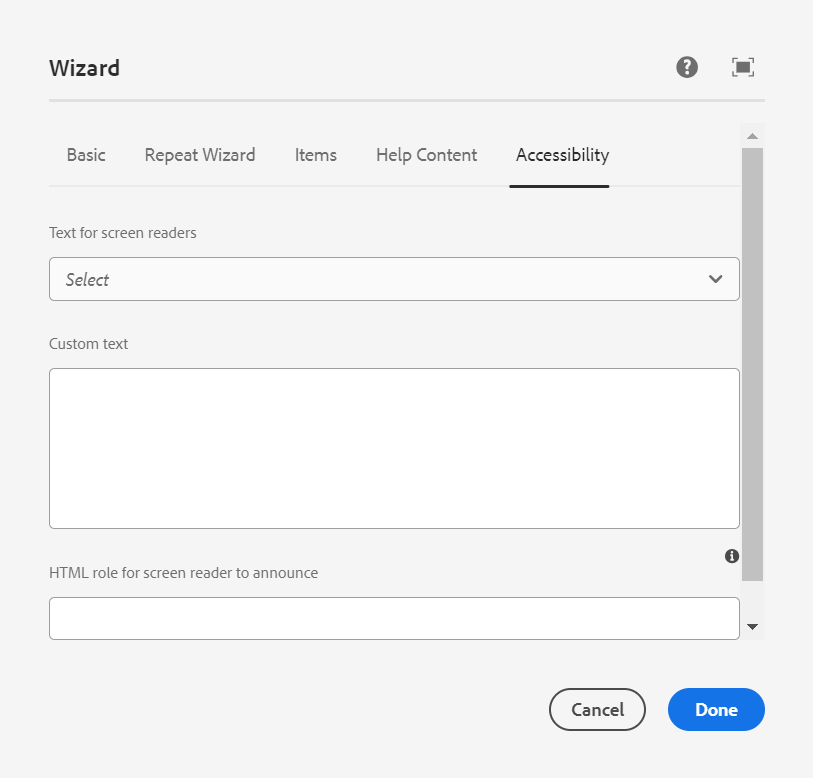 Wizard
Basic Repeat Wizard Items Help Content Accessibility
Text for screen readers
Select
Custom text
HTML role for screen reader to announce
Cancel Done